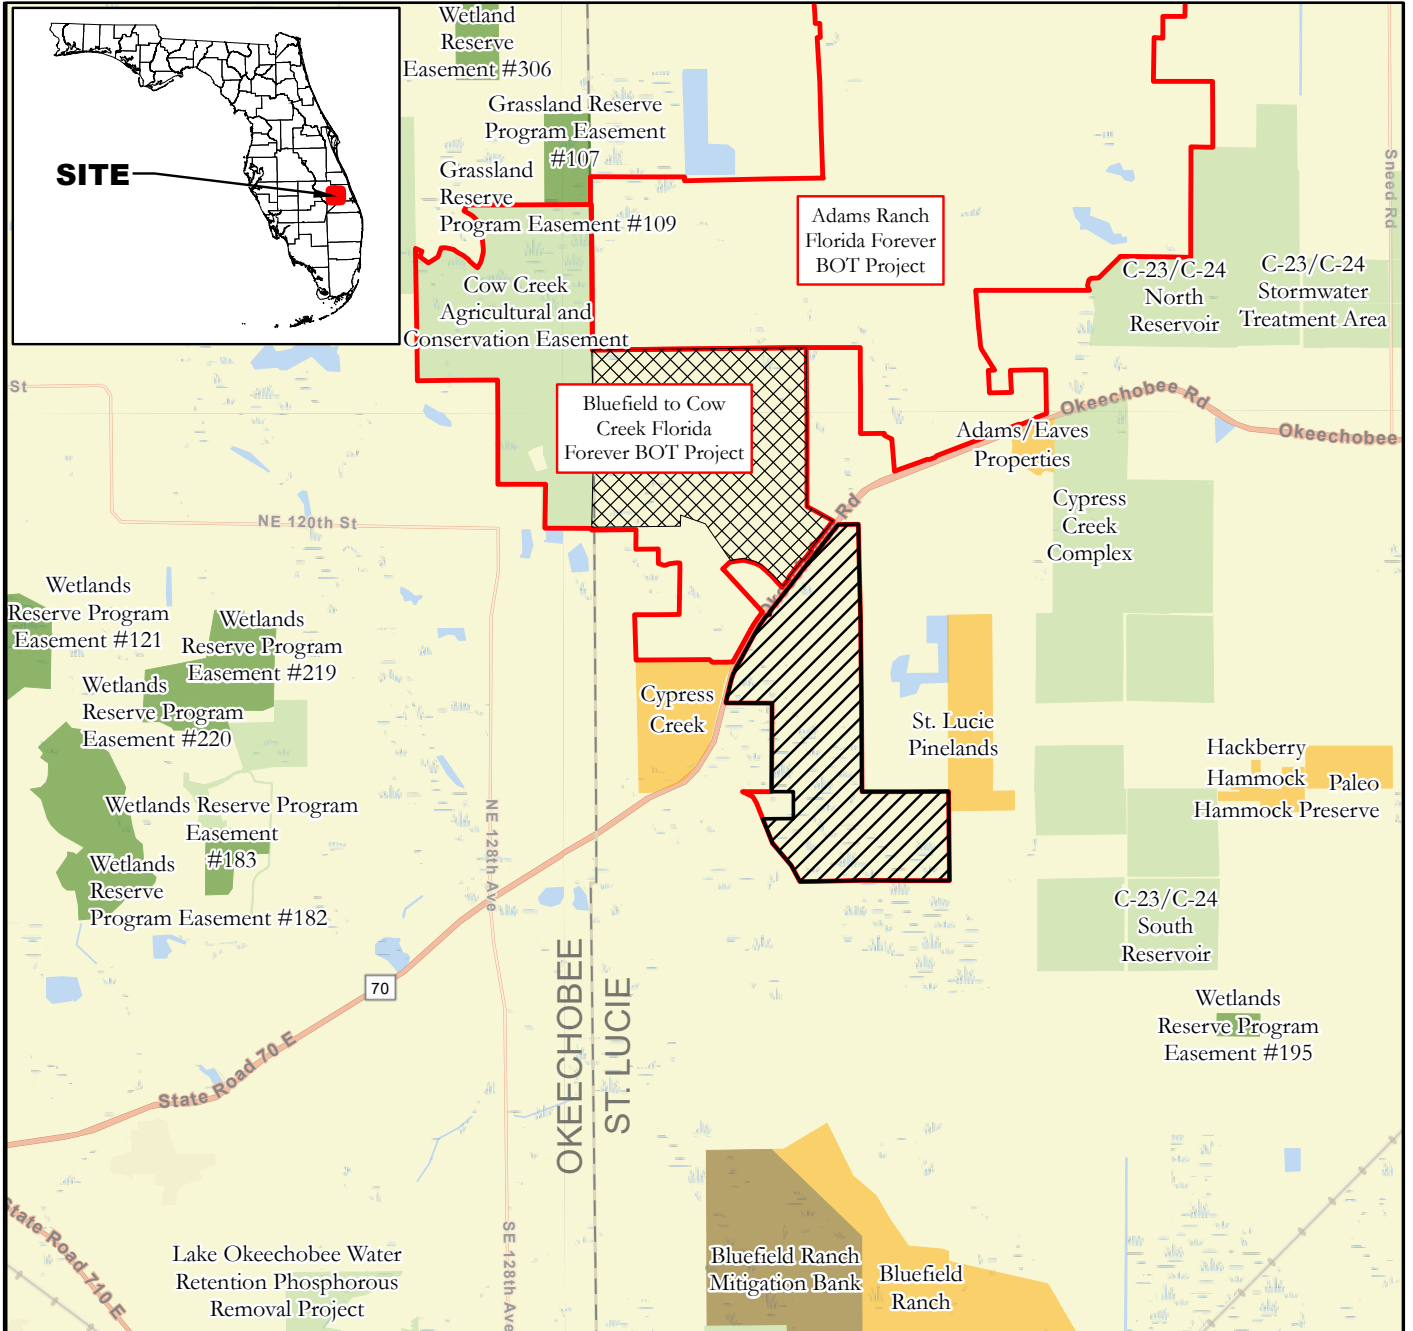 SITE
Wetland
Reserve
Easement #306
Grassland Reserve
Program Easement
#107
Grassland
Reserve
Program Easement #109
Cow Creek
Agricultural and
Conservation Easement
Adams Ranch
Florida Forever
BOT Project
C-23/C-24
North
Reservoir
C-23/C-24
Stormwater
Treatment Area
Sneed Rd
St
Bluefield to Cow
Creek Florida
Forever BOT Project
Okeechobee Rd
Okeechobee
Adams/Eaves
Properties
Cypress
Creek
Complex
NE 120th St
Rd
Oke
Wetlands
Reserve Program
Easement #121
Wetlands
Reserve Program
Easement #219
Wetlands
Reserve Program
Easement #220
Cypress
Creek
St. Lucie
Pinelands
Hackberry
Hammock
Paleo
Hammock Preserve
Wetlands Reserve Program
Easement
#183
Wetlands
Reserve
Program Easement #182
NE 128th Ave
C-23/C-24
South
Reservoir
OKEECHOBEE
ST. LUCIE
70
State Road 70 E
Wetlands
Reserve Program
Easement #195
State Road 710 E
SE 128th Ave
Lake Okeechobee Water
Retention Phosphorous
Removal Project
Bluefield Ranch
Mitigation Bank
Bluefield
Ranch